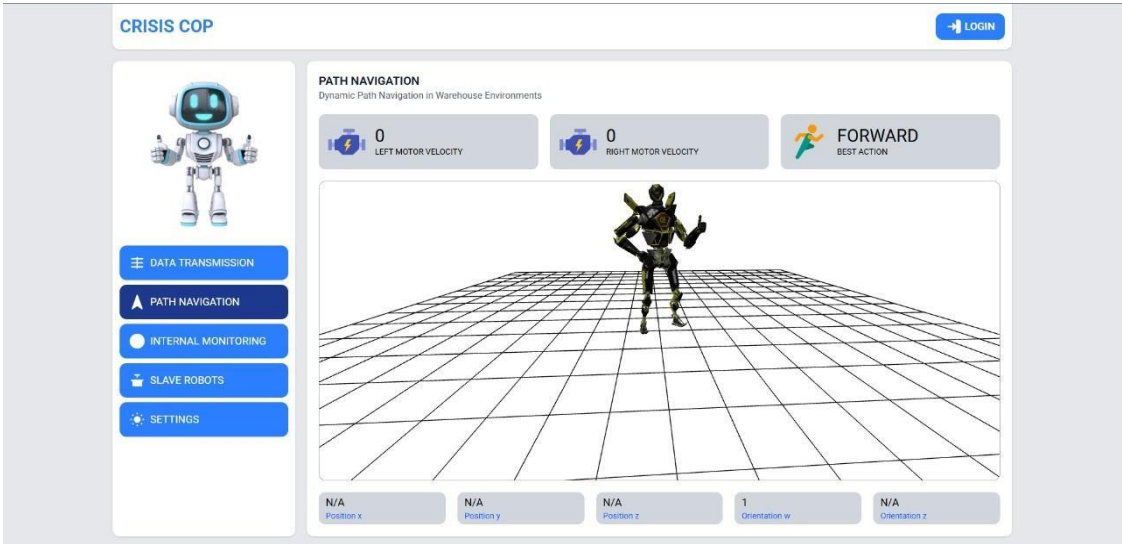 CRISIS COP
LOGIN
DATA TRANSMISSION
PATH NAVIGATION
INTERNAL MONITORING
SLAVE ROBOTS
SETTINGS
PATH NAVIGATION
Dynamic Path Navigation in Warehouse Environments
0
LEFT MOTOR VELOCITY
0
RIGHT MOTOR VELOCITY
FORWARD
BEST ACTION
N/A
Position x
N/A
Position y
N/A
Position z
1
Orientation w
N/A
Orientation z